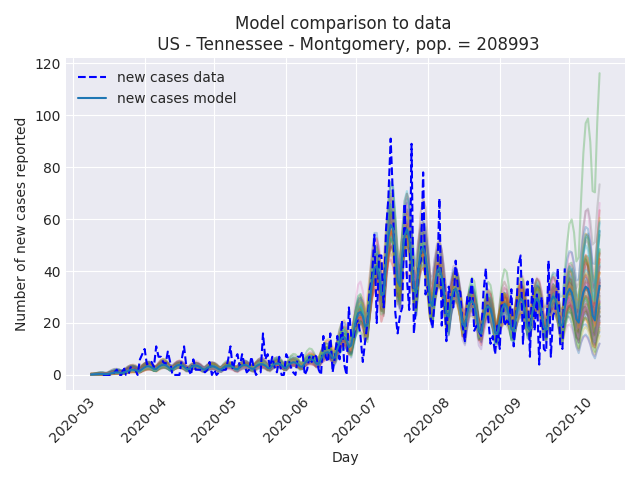 Model comparison to data
US - Tennessee - Montgomery, pop. = 208993
new cases data
new cases model
Number of new cases reported
120
100
80
60
40
20
0
2020-03
2020-04
2020-05
2020-06
2020-07
2020-08
2020-09
2020-10
Day